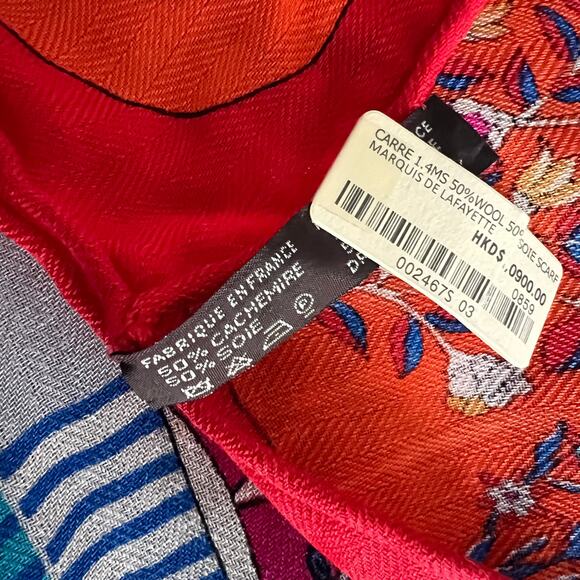 CARRE 1.4MS 50%WOOL 50% SOIE SCARF
MARQUIS DE LAFAYETTE
HKD$ 0900.00
0859
002467S 03
FABRIQUE EN FRANCE
50% CACHEMIRE
50% SOIE
P
CE